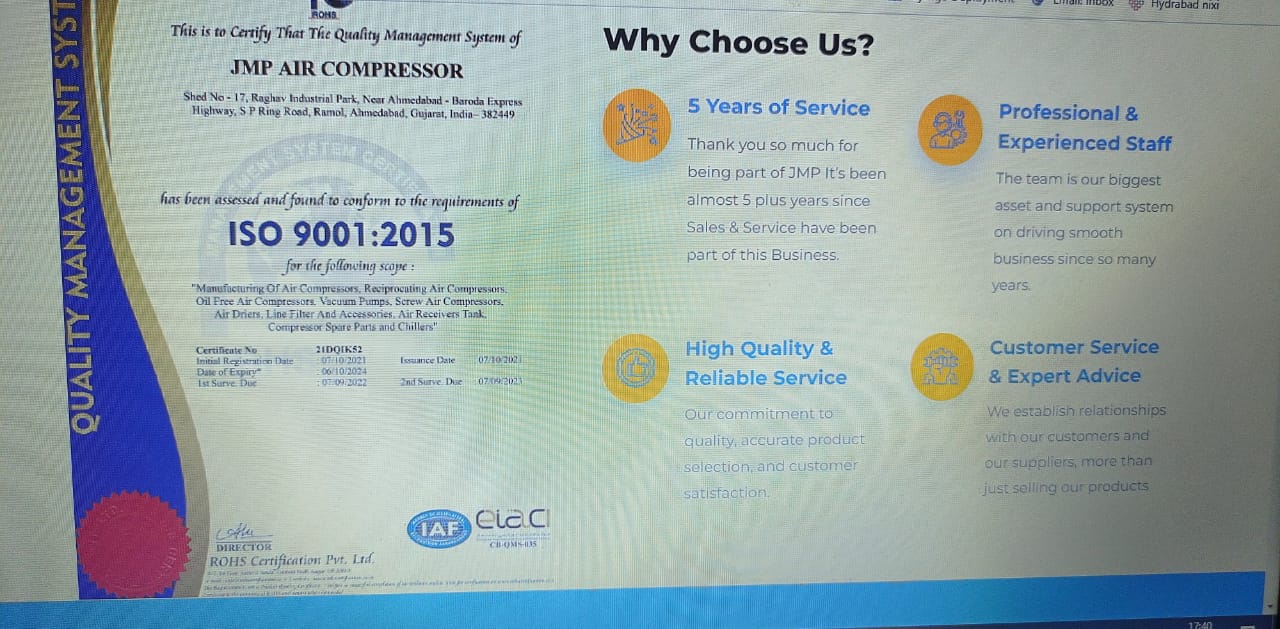 Email: Inbox
Hydrabad nixi
QUALITY MANAGEMENT SYST
ROHS
This is to Certify That The Quality Management System of
JMP AIR COMPRESSOR
Shed No - 17, Raghav Industrial Park, Near Ahmedabad - Baroda Express
Highway, S P Ring Road, Ramol, Ahmedabad, Gujarat, India– 382449
has been assessed and found to conform to the requirements of
ISO 9001:2015
for the following scope :
"Manufacturing Of Air Compressors, Reciprocating Air Compressors,
Oil Free Air Compressors, Vacuum Pumps, Screw Air Compressors,
Air Driers, Line Filter And Accessories, Air Receivers Tank,
Compressor Spare Parts and Chillers"
Certificate No 21DQIK52
Initial Registration Date : 07/10/2021 Issuance Date : 07/10/2021
Date of Expiry* : 06/10/2024
1st Surve. Due : 07/09/2022 2nd Surve. Due : 07/09/2023
DIRECTOR
ROHS Certification Pvt. Ltd.
IAF
eiaci
CB-QMS-035
Why Choose Us?
5 Years of Service
Thank you so much for
being part of JMP It's been
almost 5 plus years since
Sales & Service have been
part of this Business.
Professional &
Experienced Staff
The team is our biggest
asset and support system
on driving smooth
business since so many
years.
High Quality &
Reliable Service
Our commitment to
quality, accurate product
selection, and customer
satisfaction.
Customer Service
& Expert Advice
We establish relationships
with our customers and
our suppliers, more than
just selling our products
17:40